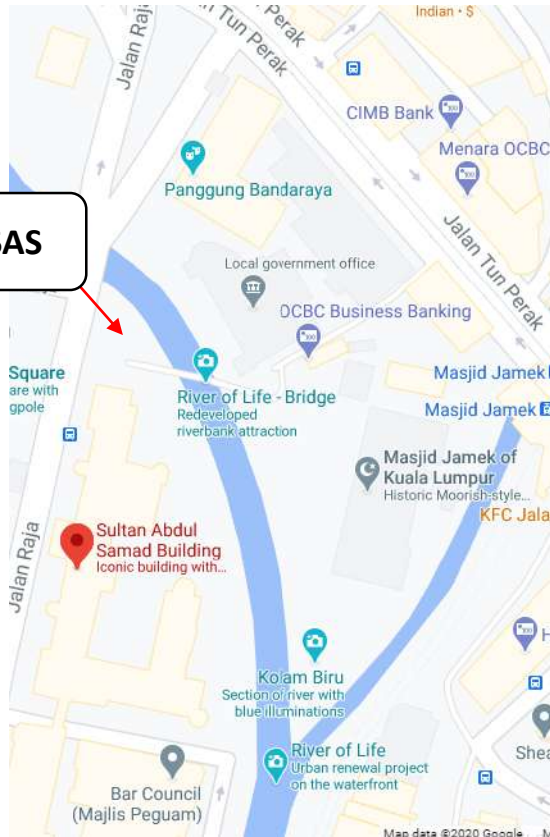 Indian · $
Jalan Raja
Tun Perak
Perak
CIMB Bank
Menara OCBC
Panggung Bandaraya
Jalan Tun Perak
Local government office
OCBC Business Banking
Square
are with
gpole
River of Life - Bridge
Redeveloped
riverbank attraction
Masjid Jamek
Masjid Jamek
Masjid Jamek of
Kuala Lumpur
Historic Moorish-style...
KFC Jala
Sultan Abdul
Samad Building
Iconic building with...
Jalan Raja
Kolam Biru
Section of river with
blue illuminations
H
River of Life
Urban renewal project
on the waterfront
Shea
Bar Council
(Majlis Peguam)
Map data ©2020 Google